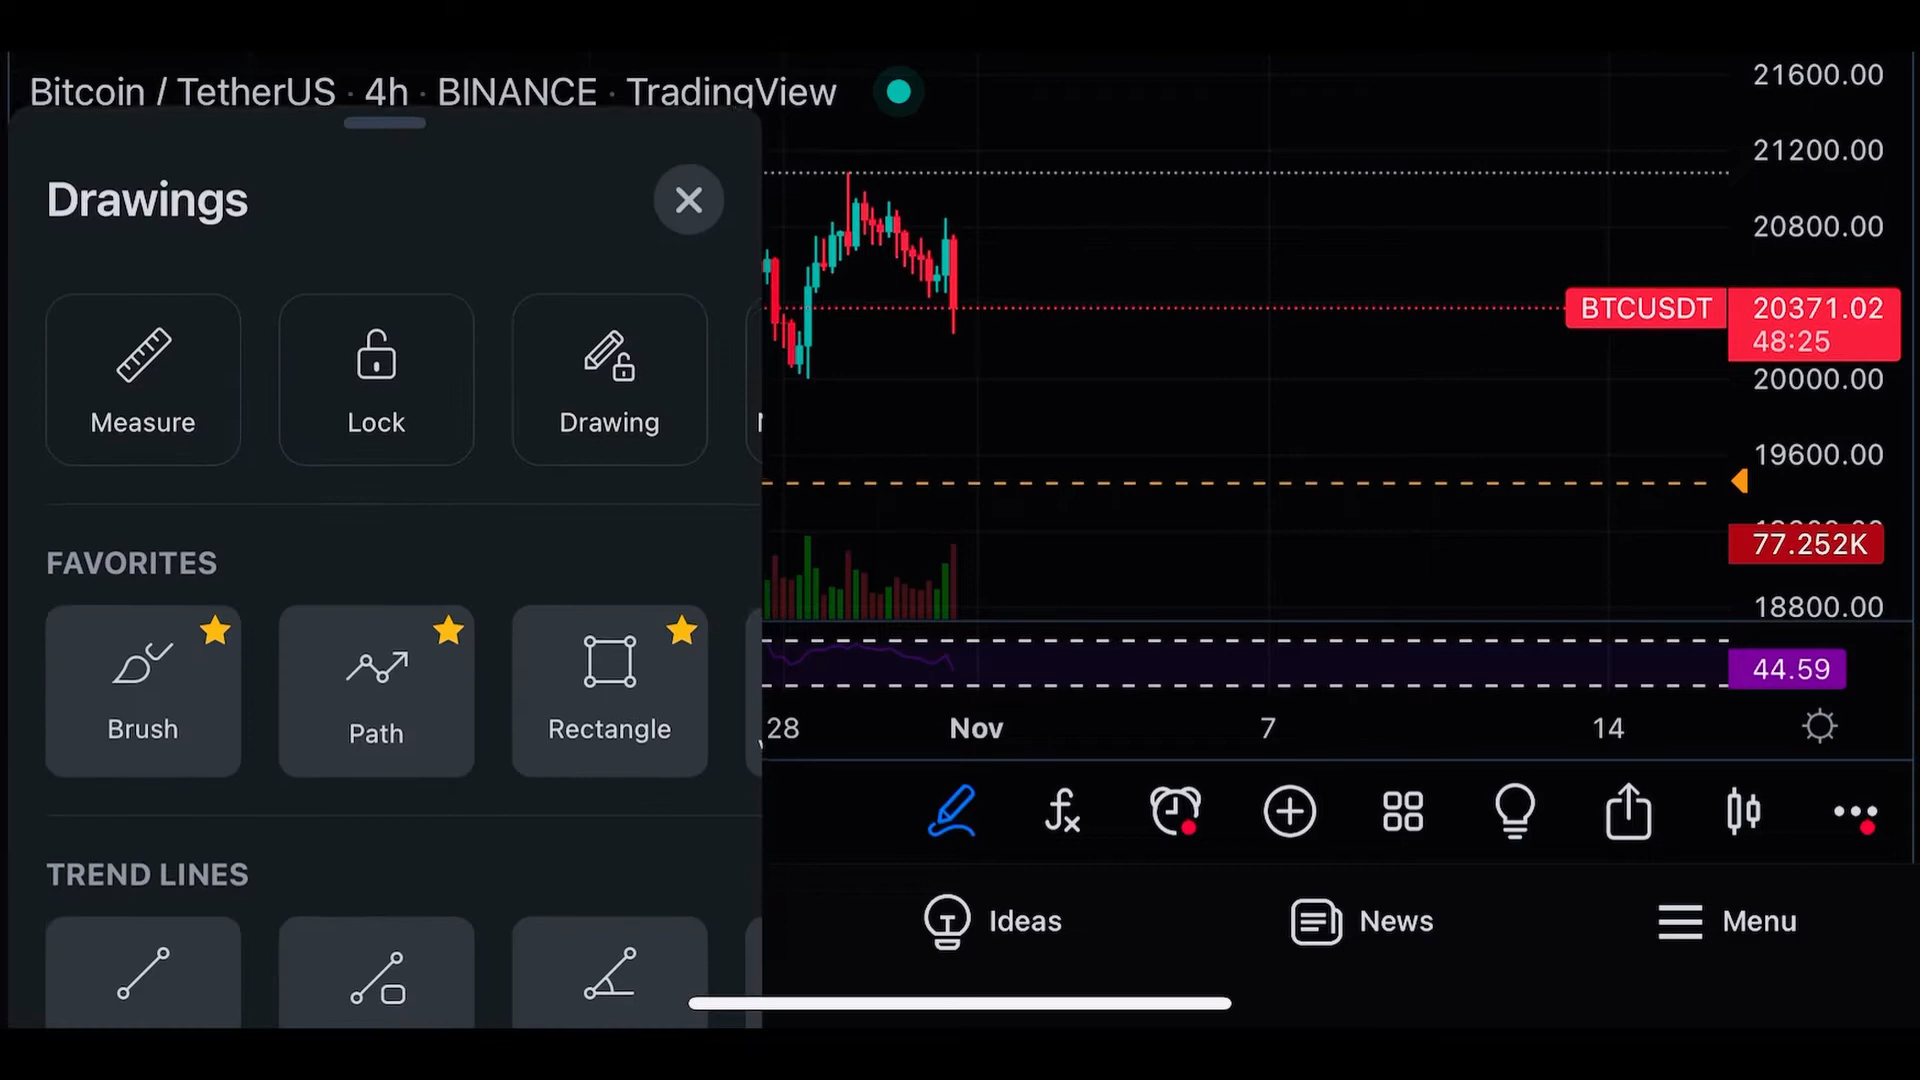 Bitcoin / TetherUS · 4h · BINANCE · TradingView
Drawings
Measure
Lock
Drawing
FAVORITES
Brush
Path
Rectangle
TREND LINES
21600.00
21200.00
20800.00
BTCUSDT
20371.02
48:25
20000.00
19600.00
77.252K
18800.00
44.59
28
Nov
7
14
Ideas
News
Menu